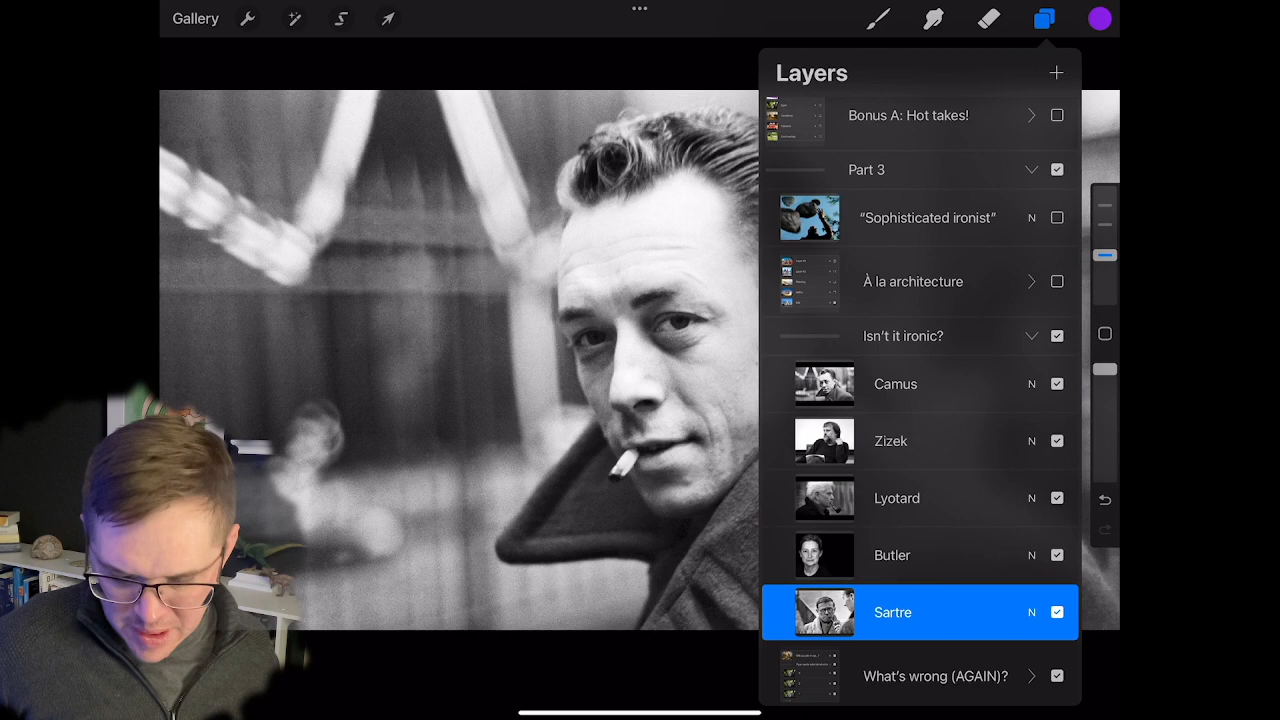 Gallery
Layers
Bonus A: Hot takes!
Part 3
“Sophisticated ironist”
N
À la architecture
Isn’t it ironic?
Camus
N
Zizek
N
Lyotard
N
Butler
N
Sartre
N
What’s wrong (AGAIN)?